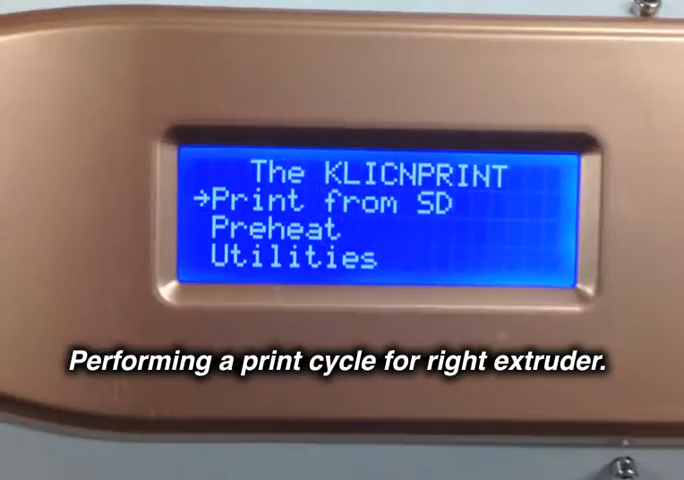 The KLICNPRINT
→Print from SD
Preheat
Utilities
Performing a print cycle for right extruder.